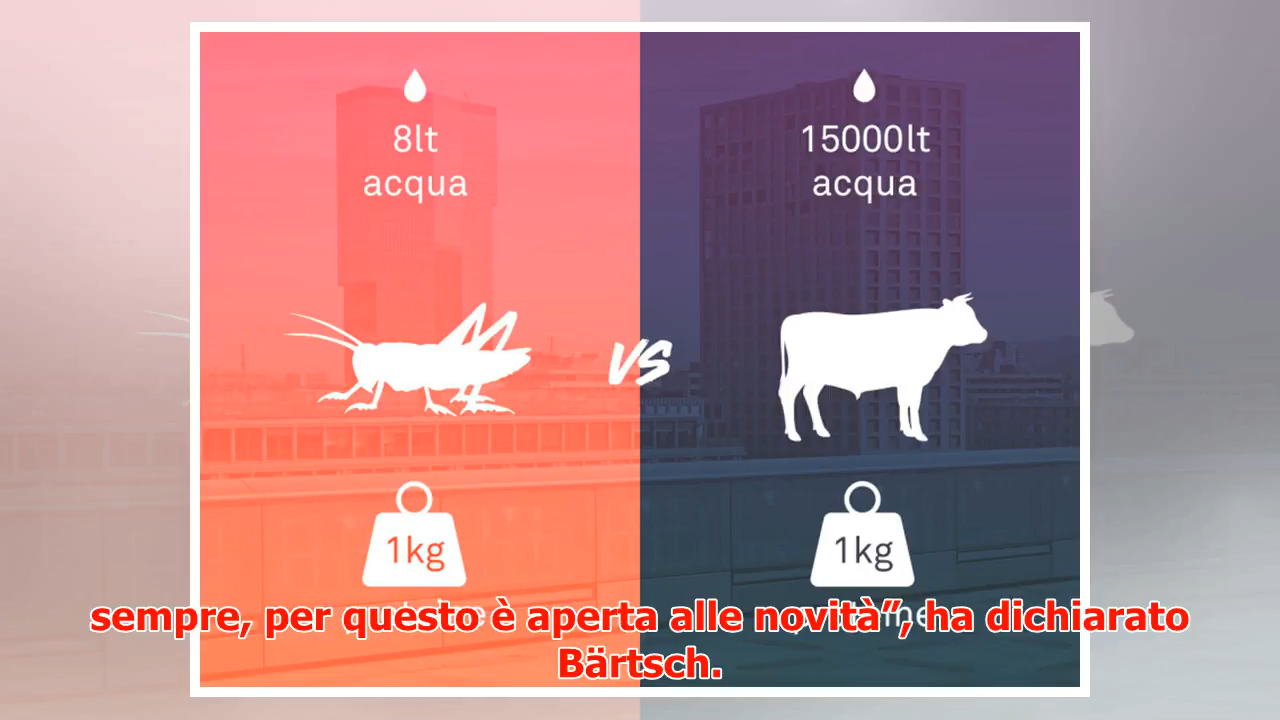 8lt
acqua
15000lt
acqua
vs
1kg
1kg
sempre, per questo è aperta alle novità”, ha dichiarato
Bärtsch.